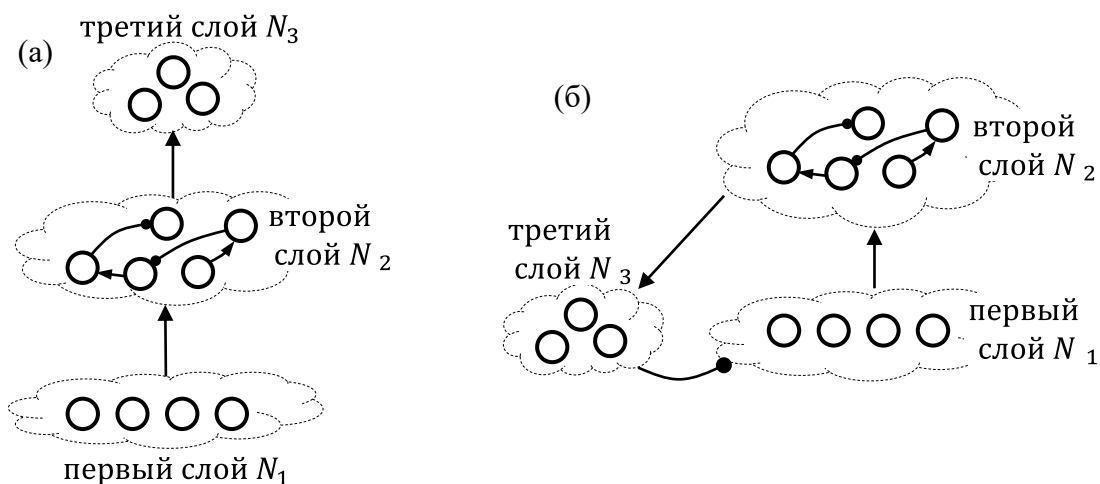 третий слой N₃
(а)
второй
слой N ₂
первый слой N₁
(б)
второй
слой N ₂
третий
слой N ₃
первый
слой N ₁